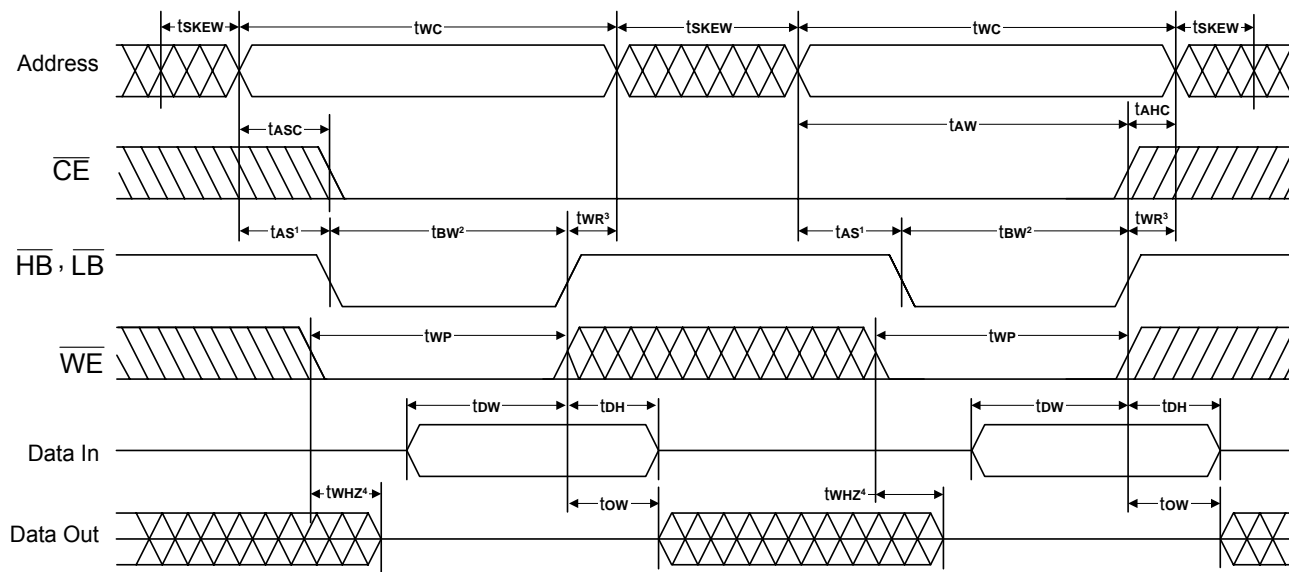 tSKEW tWC tSKEW tWC tSKEW
Address
tASC tAW tAHC
CE
tAS1 tBW2 tWR3 tAS1 tBW2 tWR3
HB , LB
tWP tWP
WE
tDW tDH tDW tDH
Data In
tWHZ4 tOW tWHZ4 tOW
Data Out